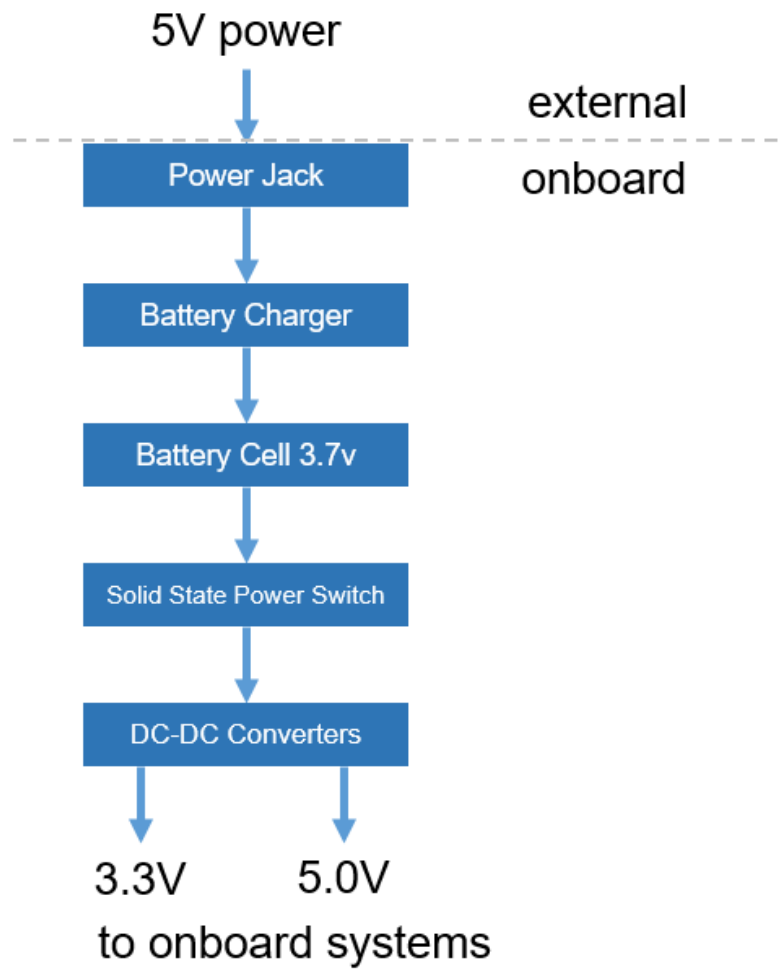 5V power
external
Power Jack
onboard
Battery Charger
Battery Cell 3.7v
Solid State Power Switch
DC-DC Converters
3.3V
5.0V
to onboard systems